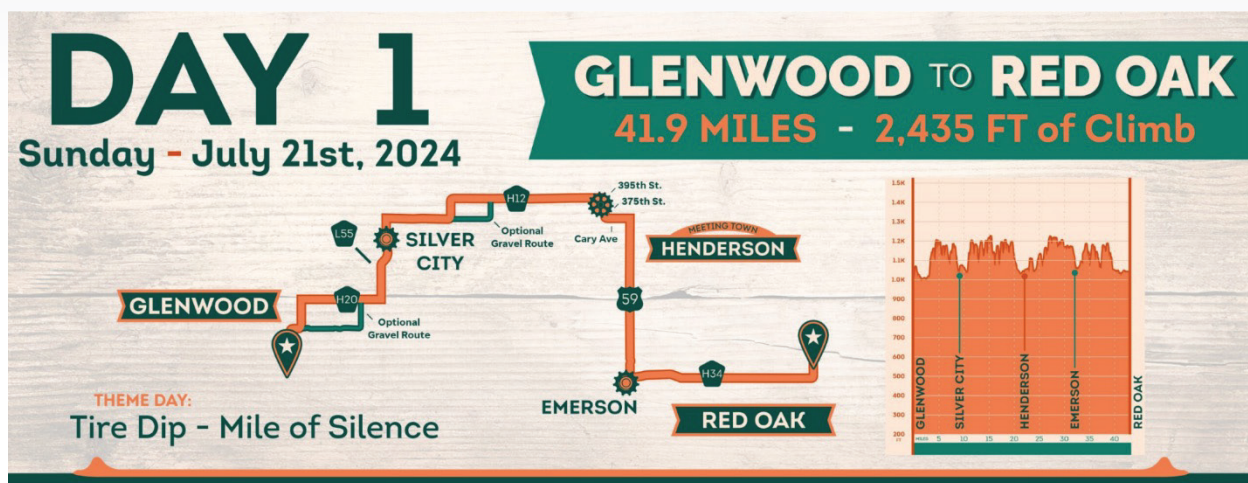 DAY 1
Sunday - July 21st, 2024
GLENWOOD TO RED OAK
41.9 MILES - 2,435 FT of Climb
395th St.
375th St.
H12
L55
SILVER
CITY
Optional
Gravel Route
Cary Ave
MEETING TOWN
HENDERSON
GLENWOOD
H20
Optional
Gravel Route
59
EMERSON
H34
RED OAK
THEME DAY:
Tire Dip - Mile of Silence
1.5K
1.4K
1.3K
1.2K
1.1K
1.0K
900
800
700
600
500
400
300
200
GLENWOOD
SILVER CITY
HENDERSON
EMERSON
RED OAK
MILES 5 10 15 20 25 30 35 40